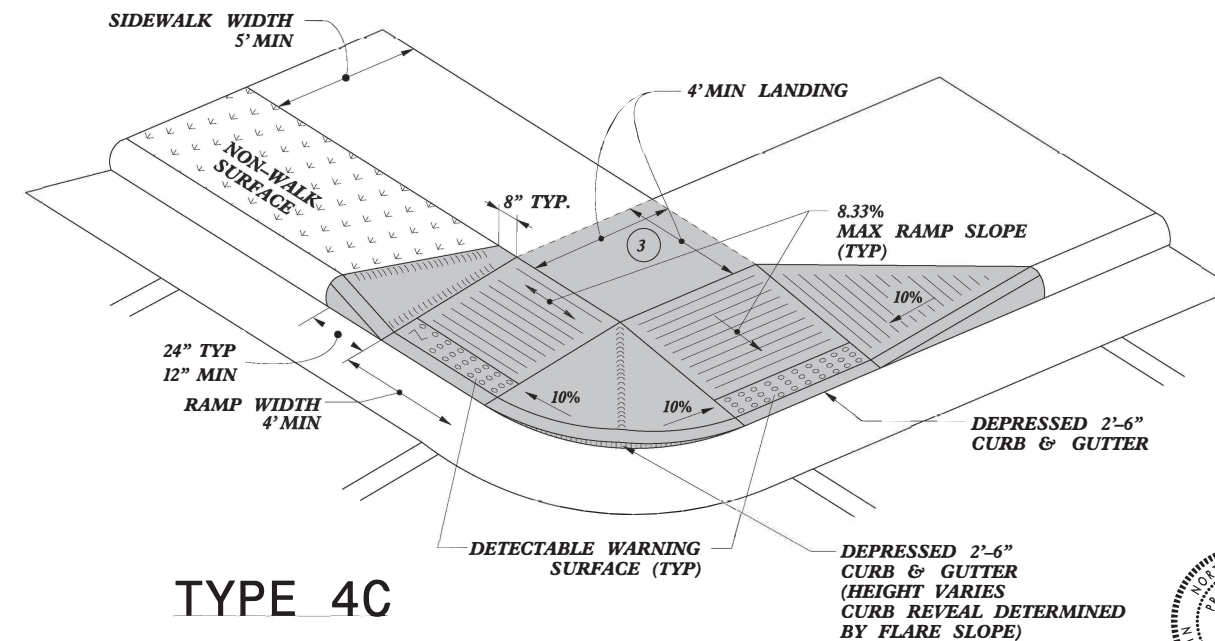 SIDEWALK WIDTH
5' MIN
4' MIN LANDING
NON-WALK
SURFACE
8" TYP.
3
8.33%
MAX RAMP SLOPE
(TYP)
10%
24" TYP
12" MIN
RAMP WIDTH
4' MIN
10%
10%
DEPRESSED 2'-6"
CURB & GUTTER
DETECTABLE WARNING
SURFACE (TYP)
DEPRESSED 2'-6"
CURB & GUTTER
(HEIGHT VARIES
CURB REVEAL DETERMINED
BY FLARE SLOPE)
TYPE 4C